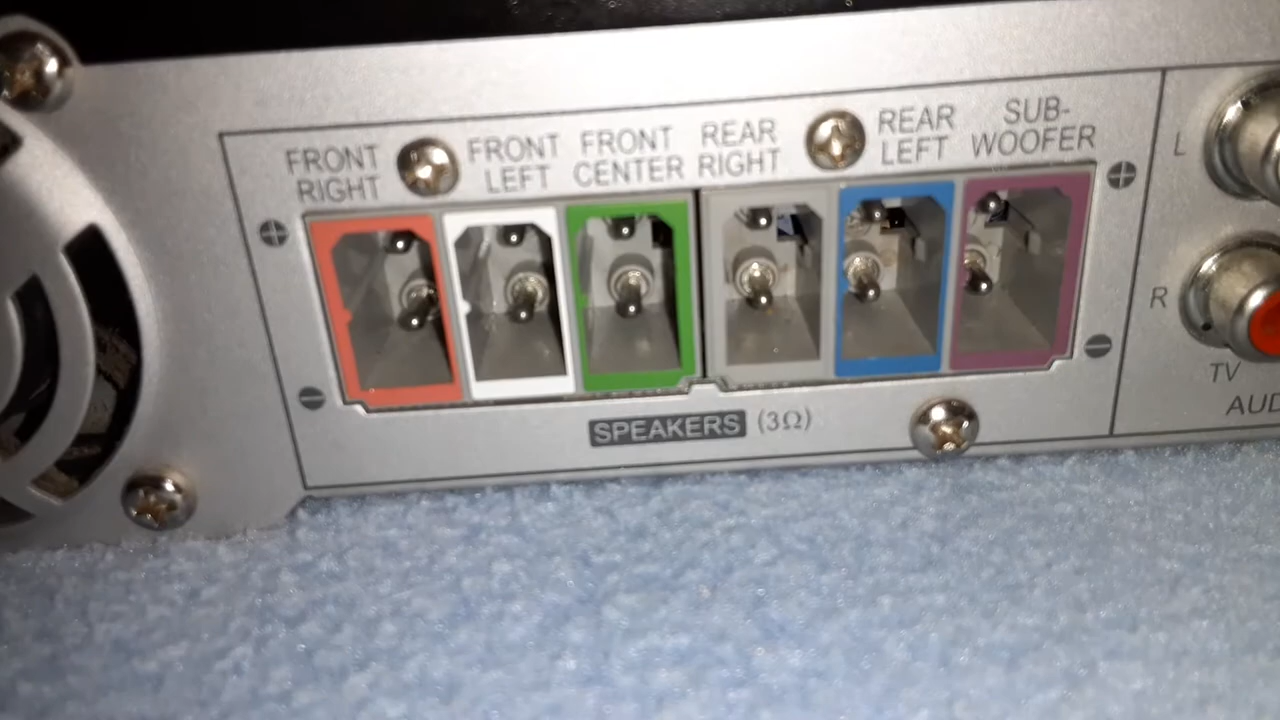 FRONT
RIGHT
FRONT
LEFT
FRONT
CENTER
REAR
RIGHT
REAR
LEFT
SUB-
WOOFER
SPEAKERS (3Ω)
L
R
TV